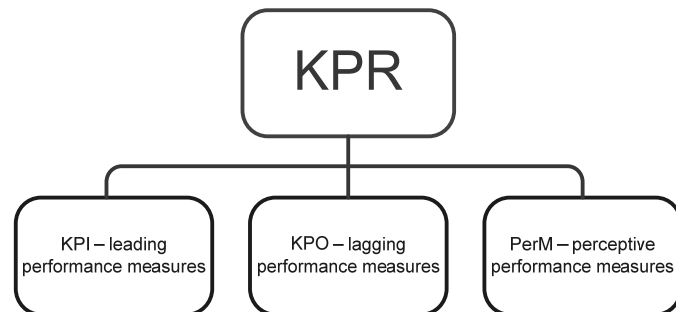 KPR
KPI – leading
performance measures
KPO – lagging
performance measures
PerM – perceptive
performance measures